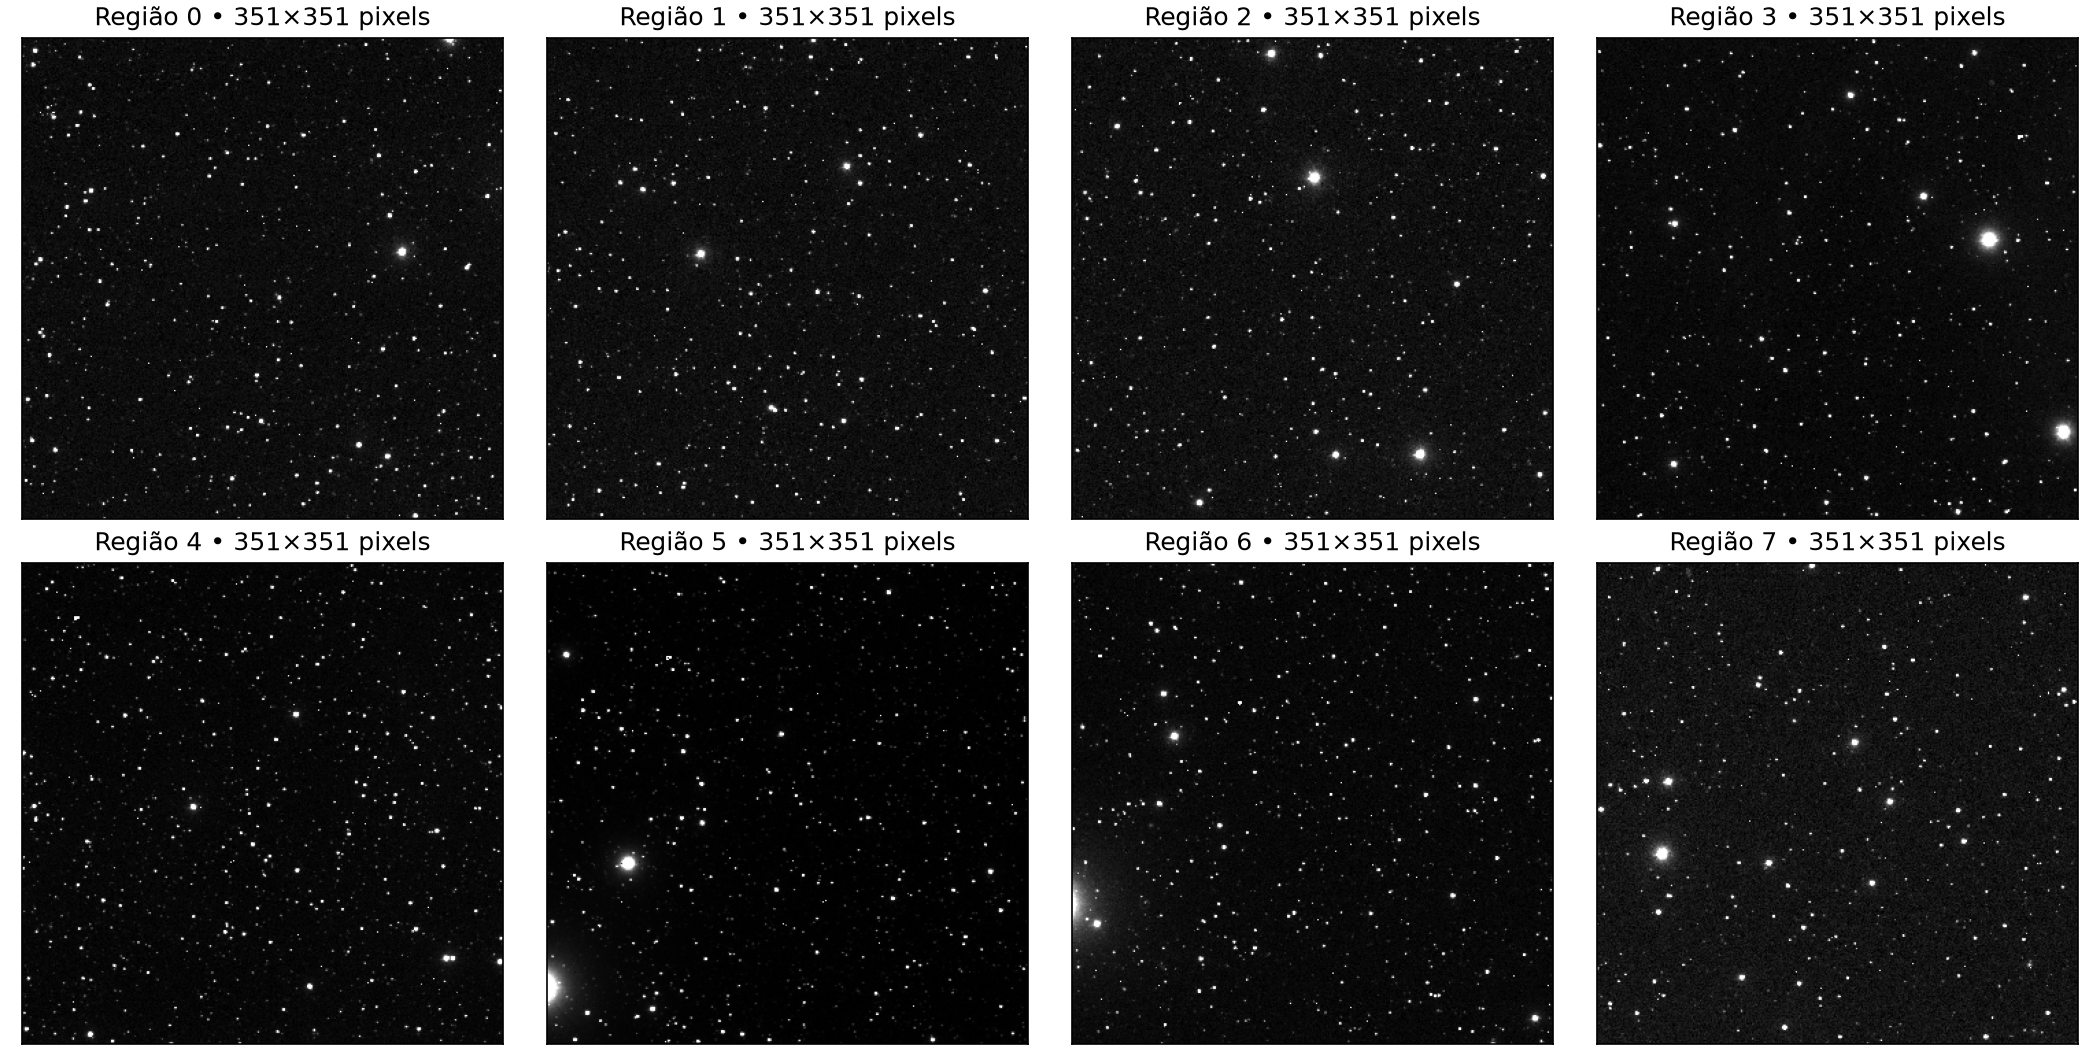 Região 0 • 351×351 pixels
Região 1 • 351×351 pixels
Região 2 • 351×351 pixels
Região 3 • 351×351 pixels
Região 4 • 351×351 pixels
Região 5 • 351×351 pixels
Região 6 • 351×351 pixels
Região 7 • 351×351 pixels